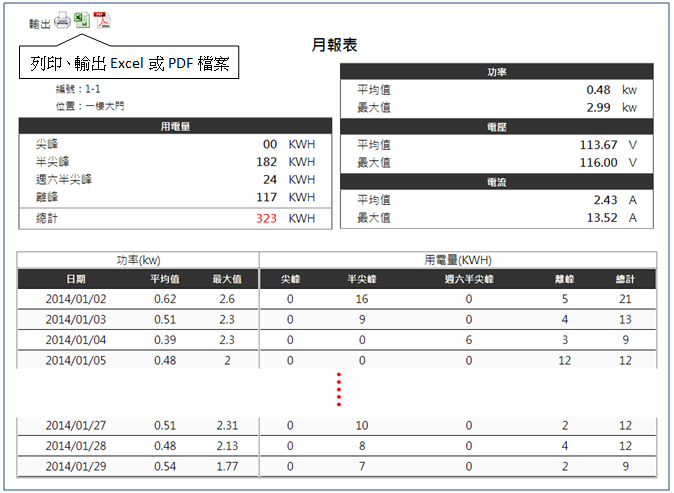 輸出
月報表
列印、輸出 Excel 或 PDF 檔案
編號：1-1
位置：一樓大門
用電量
尖峰 00 KWH
半尖峰 182 KWH
週六半尖峰 24 KWH
離峰 117 KWH
總計 323 KWH
功率
平均值 0.48 kw
最大值 2.99 kw
電壓
平均值 113.67 V
最大值 116.00 V
電流
平均值 2.43 A
最大值 13.52 A
功率(kw) 用電量(KWH)
日期 平均值 最大值 尖峰 半尖峰 週六半尖峰 離峰 總計
2014/01/02 0.62 2.6 0 16 0 5 21
2014/01/03 0.51 2.3 0 9 0 4 13
2014/01/04 0.39 2.3 0 0 6 3 9
2014/01/05 0.48 2 0 0 0 12 12
2014/01/27 0.51 2.31 0 10 0 2 12
2014/01/28 0.48 2.13 0 8 0 4 12
2014/01/29 0.54 1.77 0 7 0 2 9